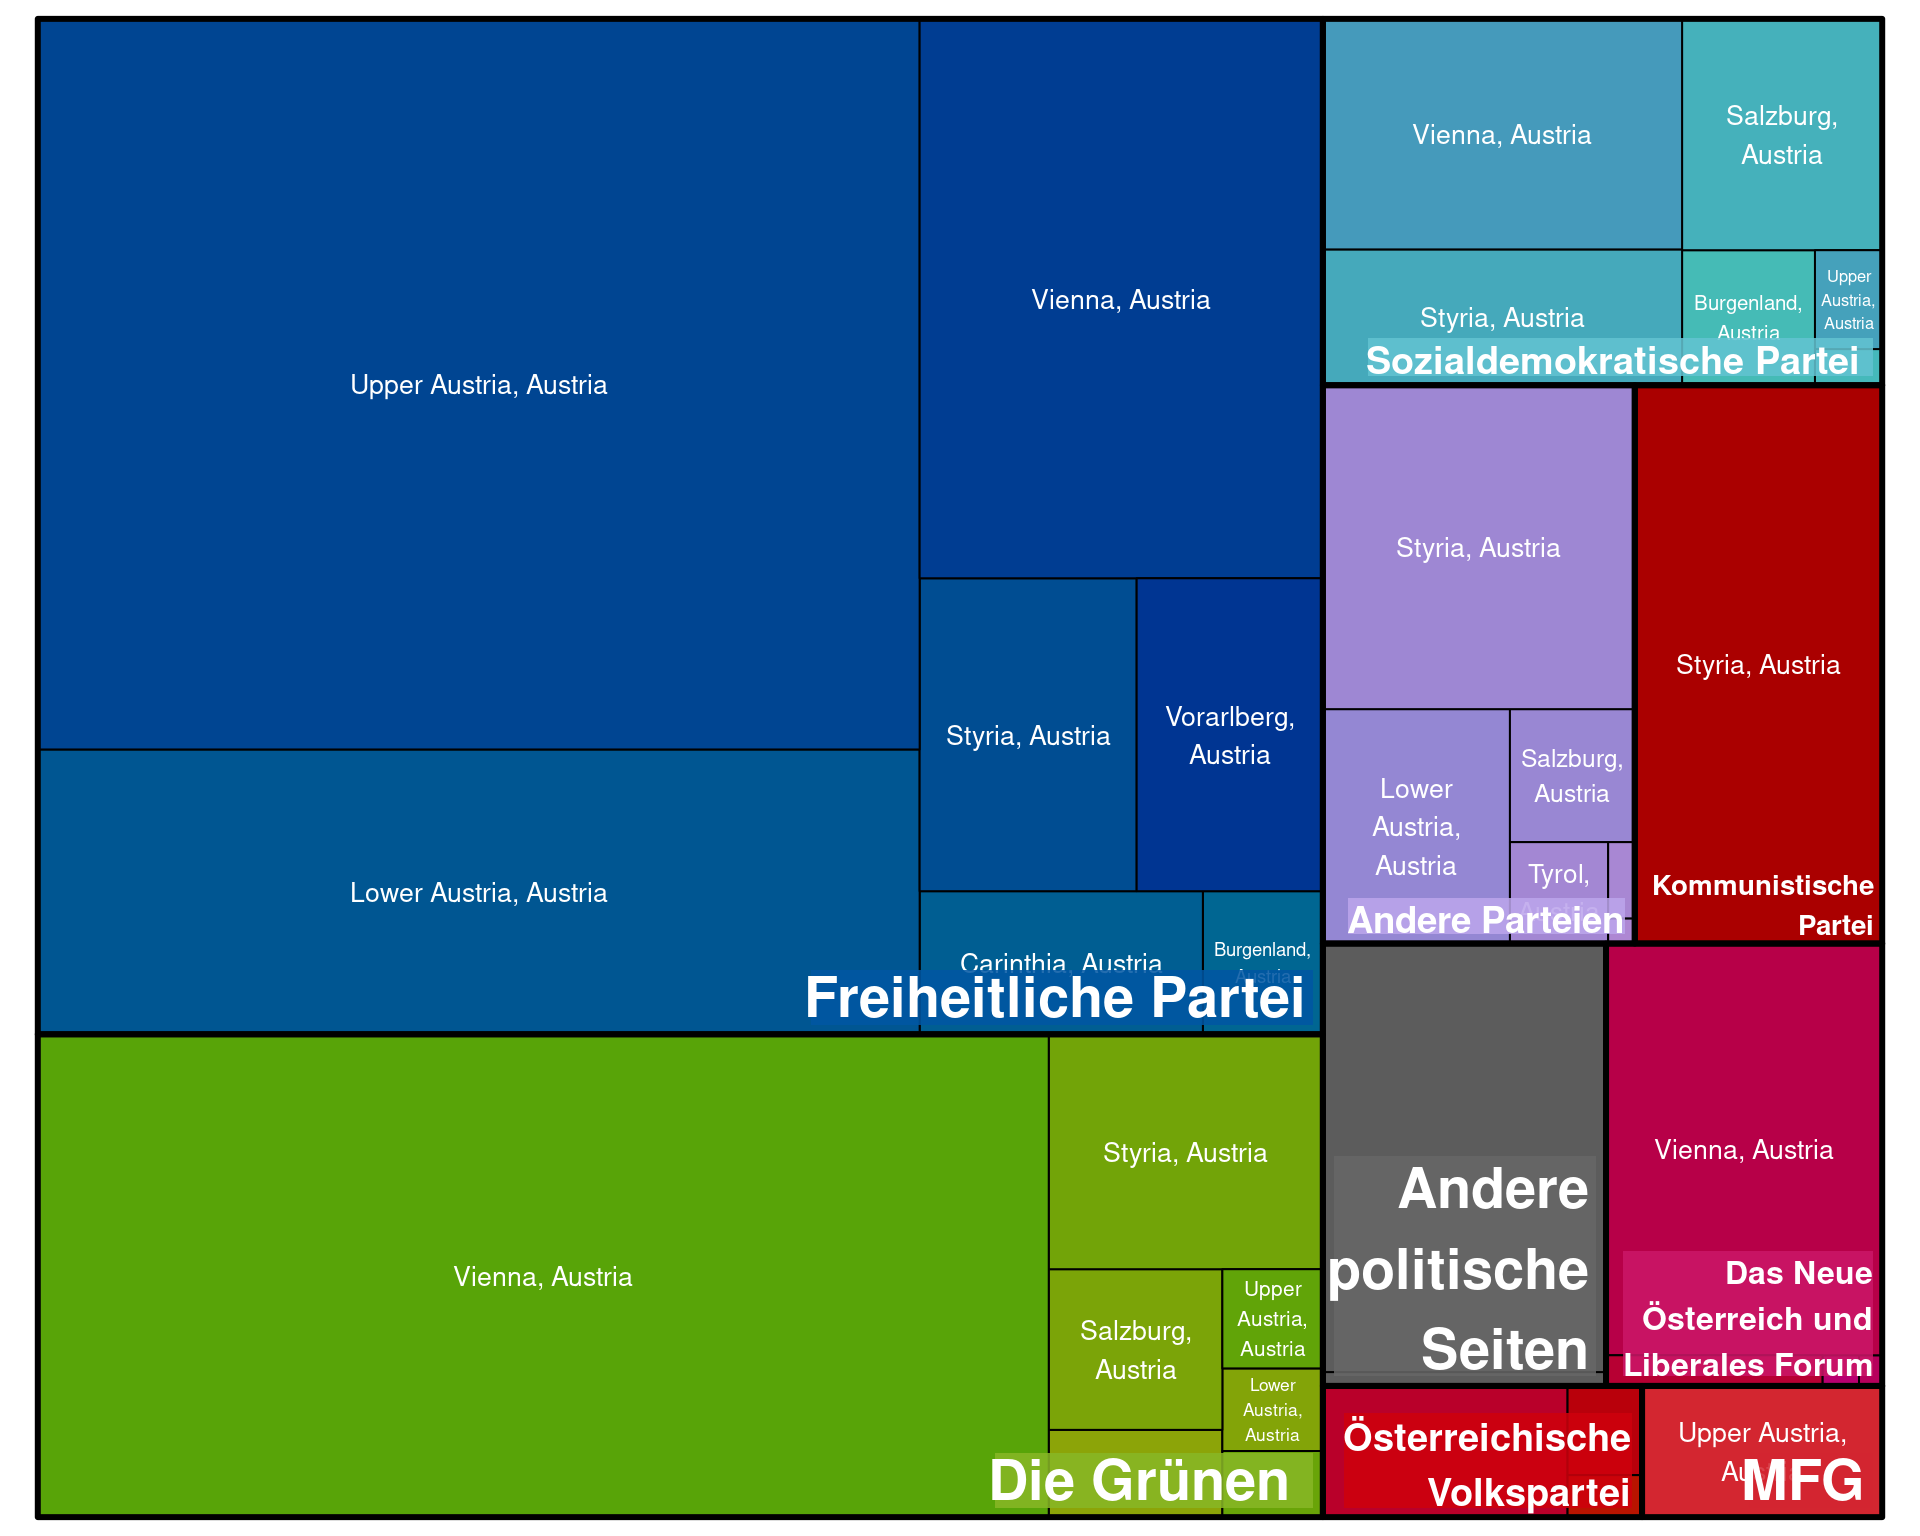 Upper Austria, Austria
Vienna, Austria
Styria, Austria
Vorarlberg,
Austria
Lower Austria, Austria
Carinthia, Austria
Burgenland,
Austria
Freiheitliche Partei
Vienna, Austria
Styria, Austria
Salzburg,
Austria
Upper
Austria,
Austria
Lower
Austria,
Austria
Die Grünen
Vienna, Austria
Salzburg,
Austria
Styria, Austria
Burgenland,
Austria
Upper
Austria,
Austria
Sozialdemokratische Partei
Styria, Austria
Lower
Austria,
Austria
Salzburg,
Austria
Tyrol,
Austria
Andere Parteien
Styria, Austria
Kommunistische
Partei
Andere
politische
Seiten
Vienna, Austria
Das Neue
Österreich und
Liberales Forum
Österreichische
Volkspartei
Upper Austria,
MFG